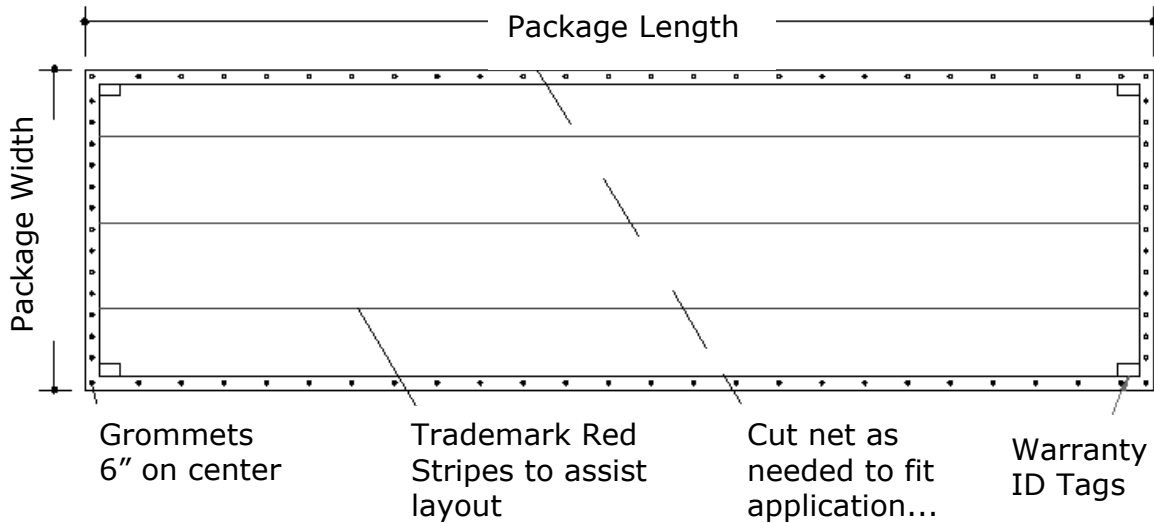 Package Length
Package Width
Grommets
6” on center
Trademark Red
Stripes to assist
layout
Cut net as
needed to fit
application...
Warranty
ID Tags